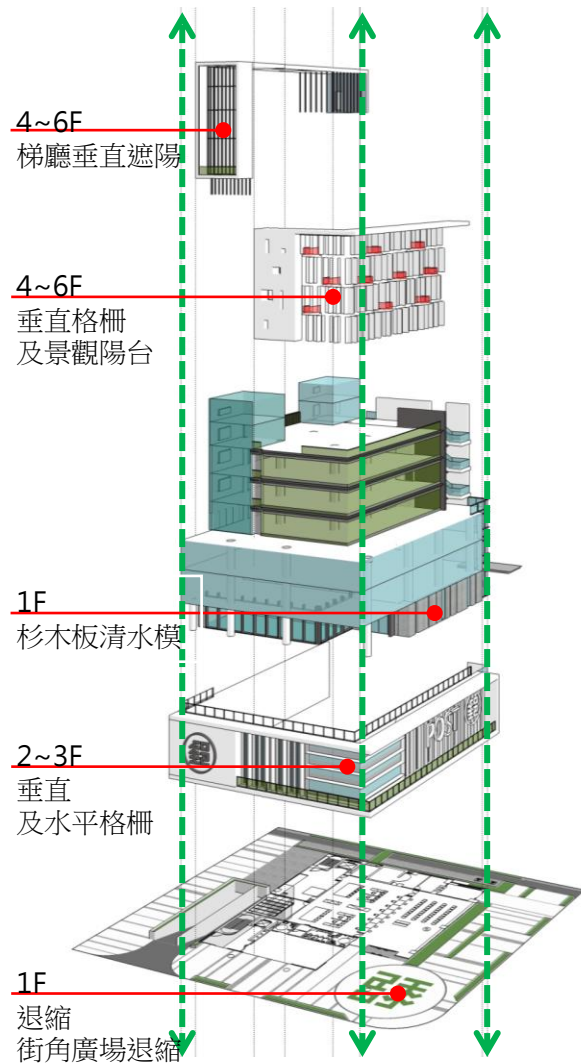 4~6F
梯廳垂直遮陽
4~6F
垂直格柵
及景觀陽台
1F
杉木板清水模
2~3F
垂直
及水平格柵
POST 郵
1F
退縮
街角廣場退縮